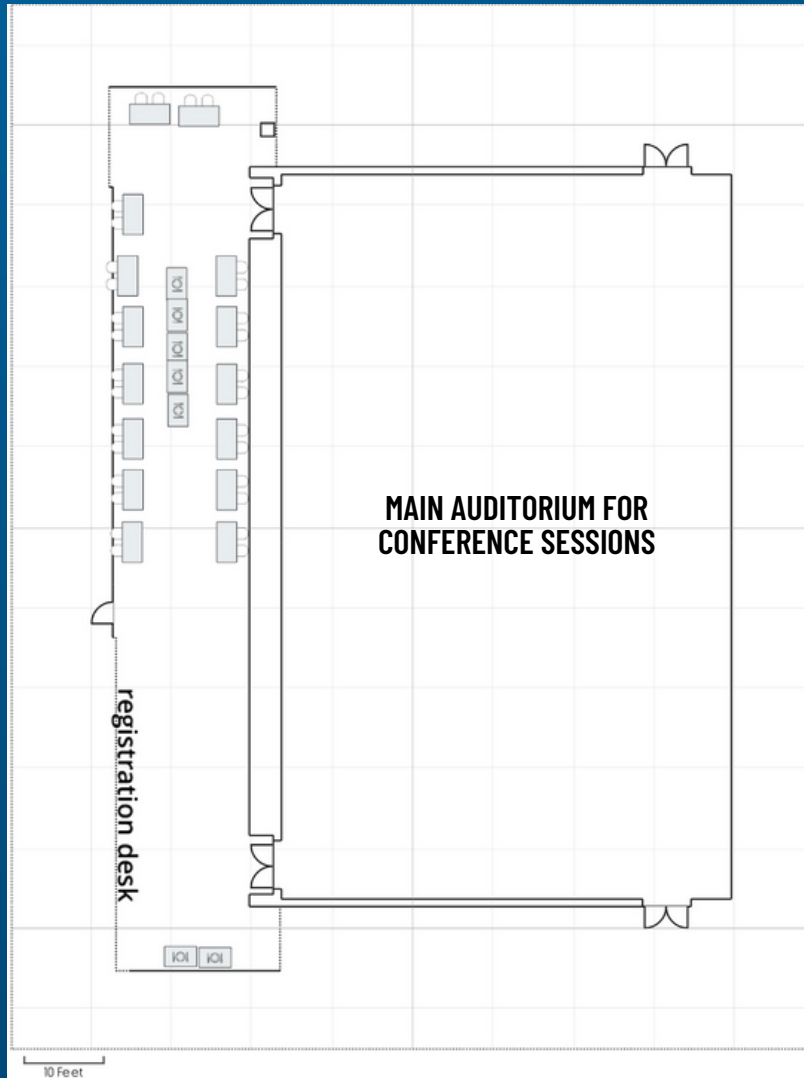 MAIN AUDITORIUM FOR
CONFERENCE SESSIONS
registration desk
10 Feet